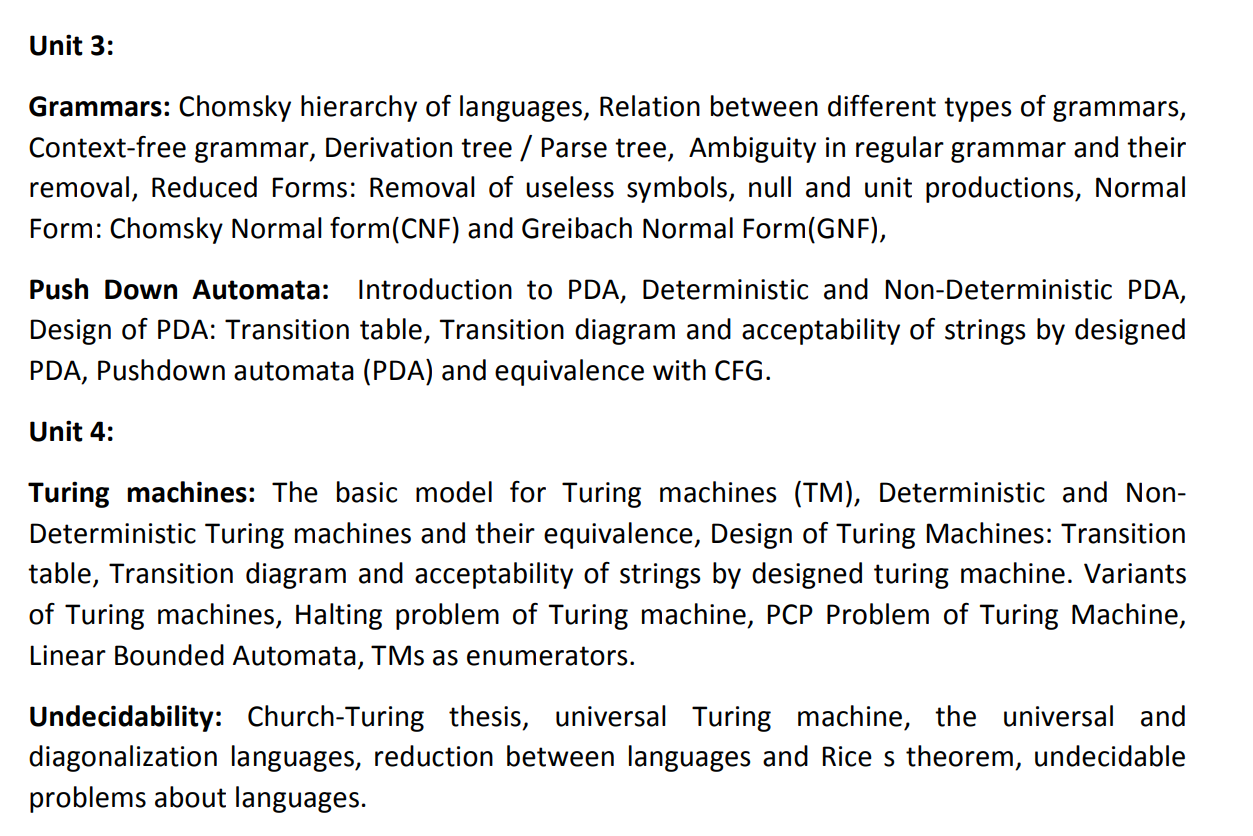 Unit 3:
Grammars: Chomsky hierarchy of languages, Relation between different types of grammars,
Context-free grammar, Derivation tree / Parse tree, Ambiguity in regular grammar and their
removal, Reduced Forms: Removal of useless symbols, null and unit productions, Normal
Form: Chomsky Normal form(CNF) and Greibach Normal Form(GNF),
Push Down Automata: Introduction to PDA, Deterministic and Non-Deterministic PDA,
Design of PDA: Transition table, Transition diagram and acceptability of strings by designed
PDA, Pushdown automata (PDA) and equivalence with CFG.
Unit 4:
Turing machines: The basic model for Turing machines (TM), Deterministic and Non-
Deterministic Turing machines and their equivalence, Design of Turing Machines: Transition
table, Transition diagram and acceptability of strings by designed turing machine. Variants
of Turing machines, Halting problem of Turing machine, PCP Problem of Turing Machine,
Linear Bounded Automata, TMs as enumerators.
Undecidability: Church-Turing thesis, universal Turing machine, the universal and
diagonalization languages, reduction between languages and Rice s theorem, undecidable
problems about languages.